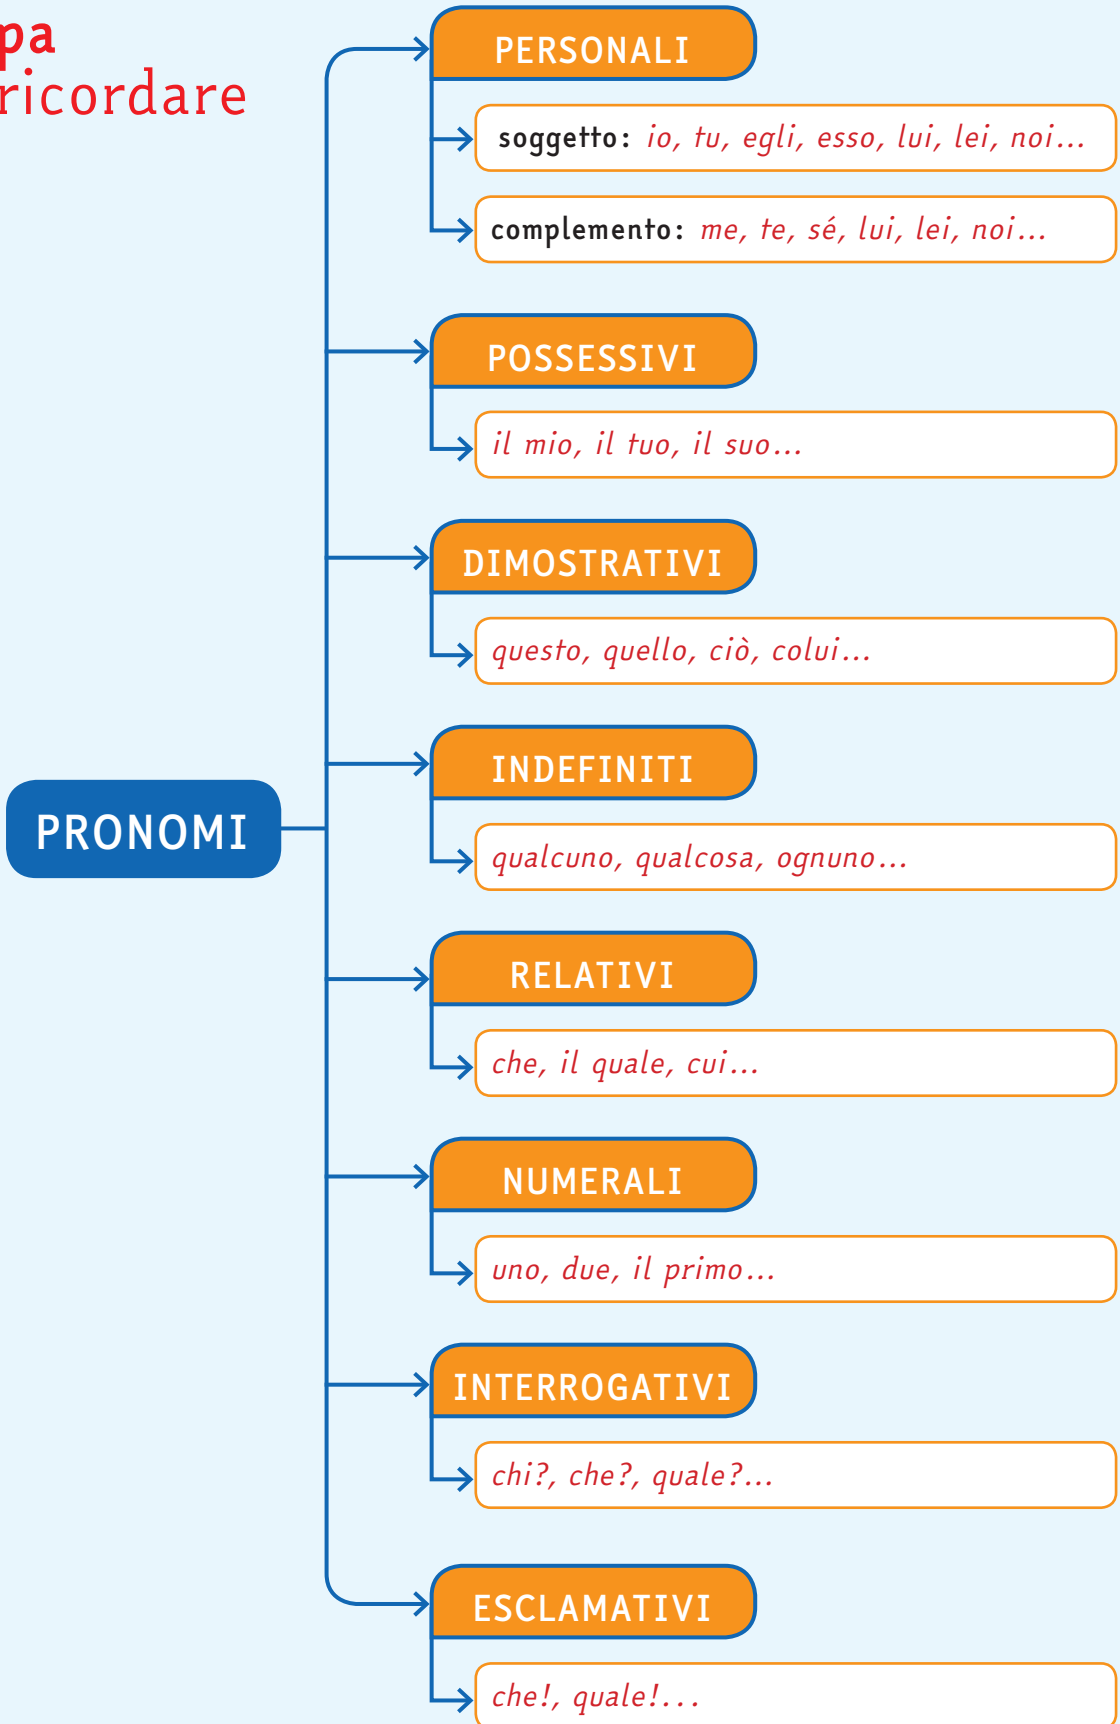 pa
ricordare
PERSONALI
soggetto: io, tu, egli, esso, lui, lei, noi...
complemento: me, te, sé, lui, lei, noi...
POSSESSIVI
il mio, il tuo, il suo...
DIMOSTRATIVI
questo, quello, ciò, colui...
INDEFINITI
qualcuno, qualcosa, ognuno...
PRONOMI
RELATIVI
che, il quale, cui...
NUMERALI
uno, due, il primo...
INTERROGATIVI
chi?, che?, quale?...
ESCLAMATIVI
che!, quale!...